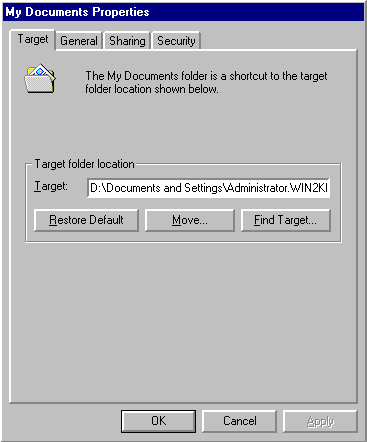 My Documents Properties
Target General Sharing Security
The My Documents folder is a shortcut to the target
folder location shown below.
Target folder location
Target: D:\Documents and Settings\Administrator.WIN2KI
Restore Default Move... Find Target...
OK Cancel Apply